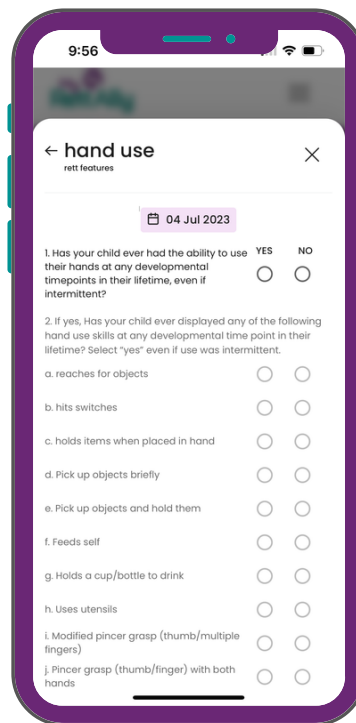 9:56
Rett Ally
← hand use
rett features
04 Jul 2023
1. Has your child ever had the ability to use YES NO
their hands at any developmental
timepoints in their lifetime, even if
intermittent?
2. If yes, Has your child ever displayed any of the following
hand use skills at any developmental time point in their
lifetime? Select “yes” even if use was intermittent.
a. reaches for objects
b. hits switches
c. holds items when placed in hand
d. Pick up objects briefly
e. Pick up objects and hold them
f. Feeds self
g. Holds a cup/bottle to drink
h. Uses utensils
i. Modified pincer grasp (thumb/multiple
fingers)
j. Pincer grasp (thumb/finger) with both
hands